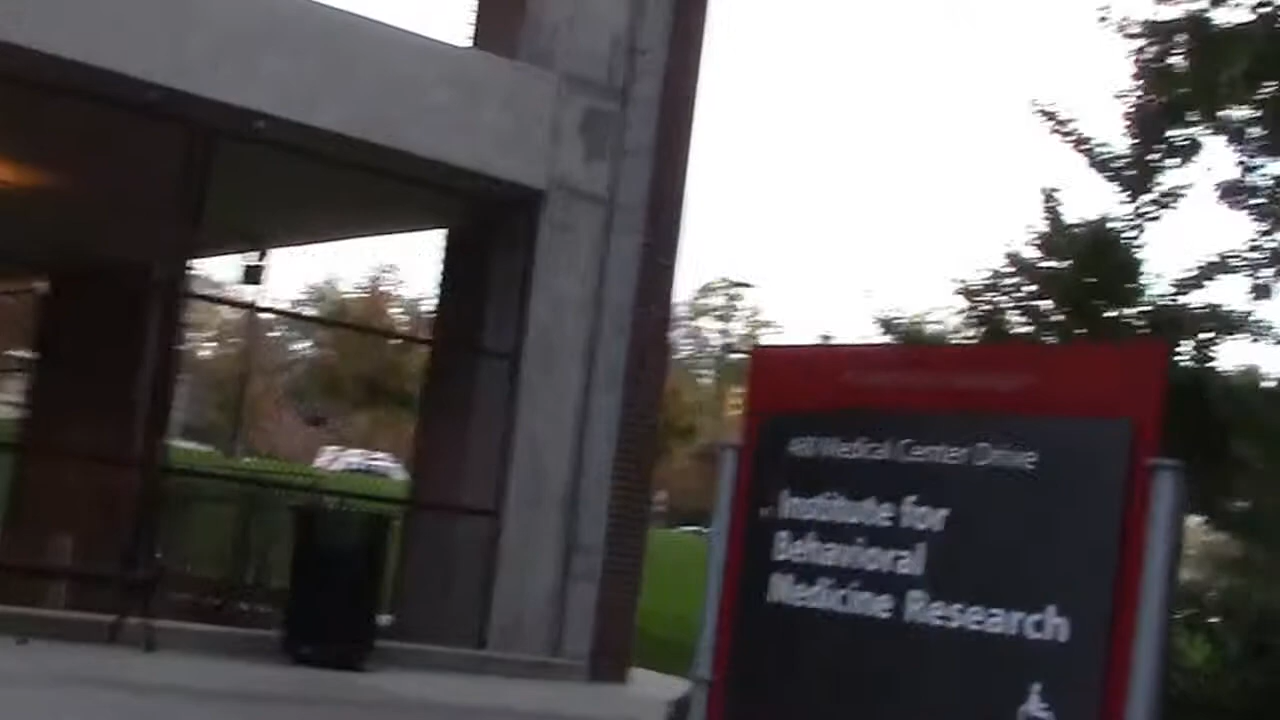 Medical Center Drive
Institute for
Behavioral
Medicine Research